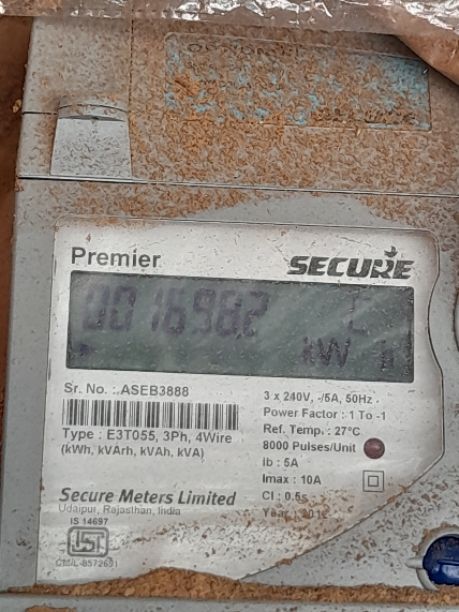 Premier
SECURE
0016982 E
kW h
Sr. No. : ASEB3888
3 x 240V, -/5A, 50Hz
Power Factor : 1 To -1
Ref. Temp. : 27°C
Type : E3T055, 3Ph, 4Wire
8000 Pulses/Unit
(kWh, kVArh, kVAh, kVA)
Ib : 5A
Imax : 10A
Cl : 0.5s
Secure Meters Limited
Udaipur, Rajasthan, India
Year :
IS 14697